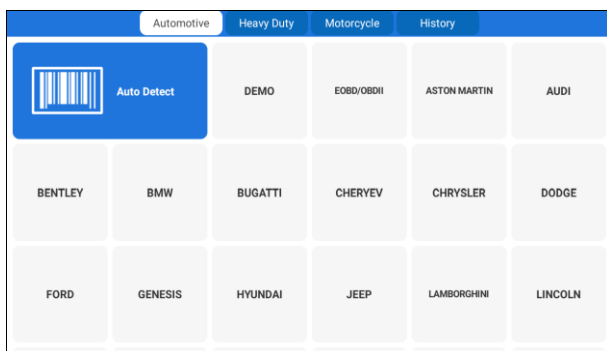 Automotive Heavy Duty Motorcycle History
Auto Detect DEMO EOBD/OBDII ASTON MARTIN AUDI
BENTLEY BMW BUGATTI CHERYEV CHRYSLER DODGE
FORD GENESIS HYUNDAI JEEP LAMBORGHINI LINCOLN